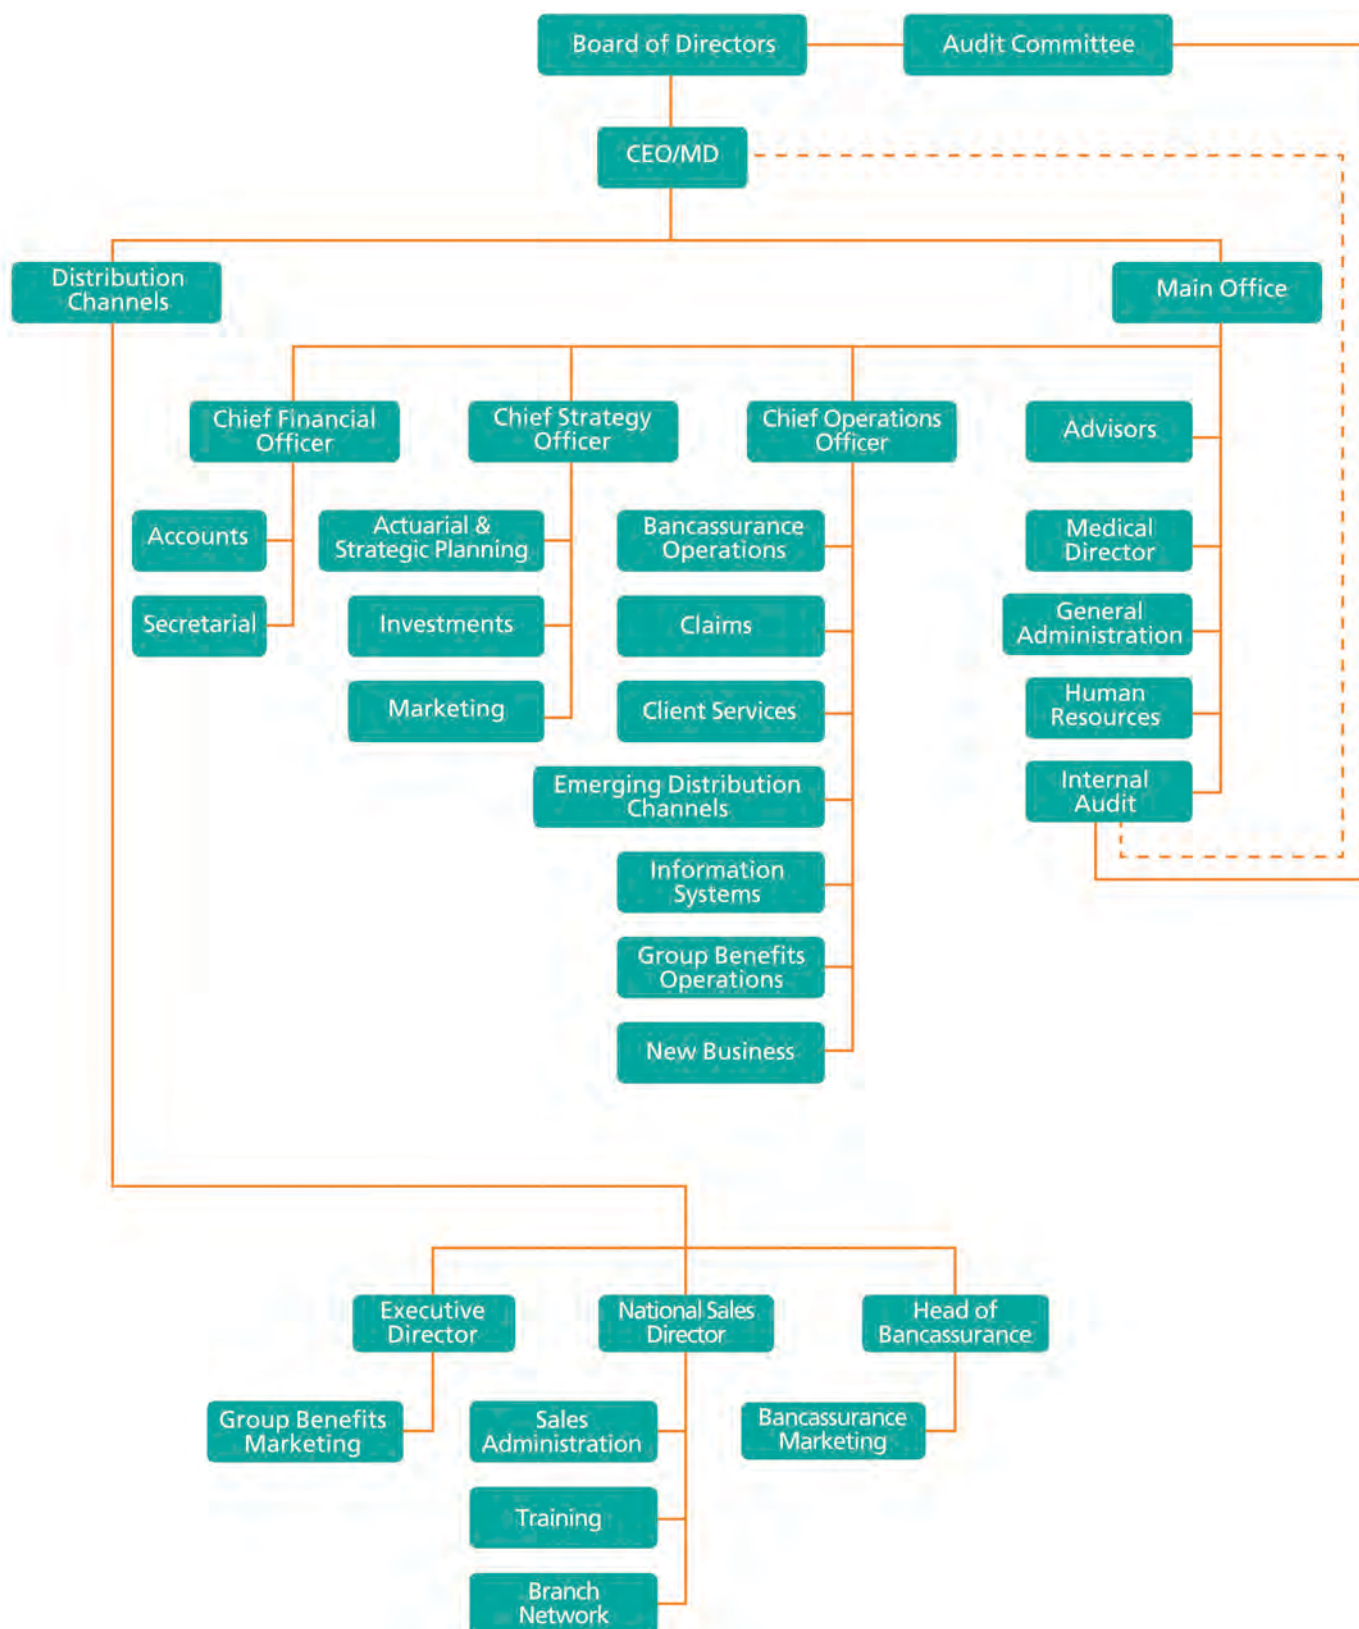 Board of Directors
Audit Committee
CEO/MD
Distribution
Channels
Main Office
Chief Financial
Officer
Chief Strategy
Officer
Chief Operations
Officer
Advisors
Accounts
Actuarial &
Strategic Planning
Bancassurance
Operations
Medical
Director
Secretarial
Investments
Claims
General
Administration
Marketing
Client Services
Human
Resources
Emerging Distribution
Channels
Internal
Audit
Information
Systems
Group Benefits
Operations
New Business
Executive
Director
National Sales
Director
Head of
Bancassurance
Group Benefits
Marketing
Sales
Administration
Bancassurance
Marketing
Training
Branch
Network